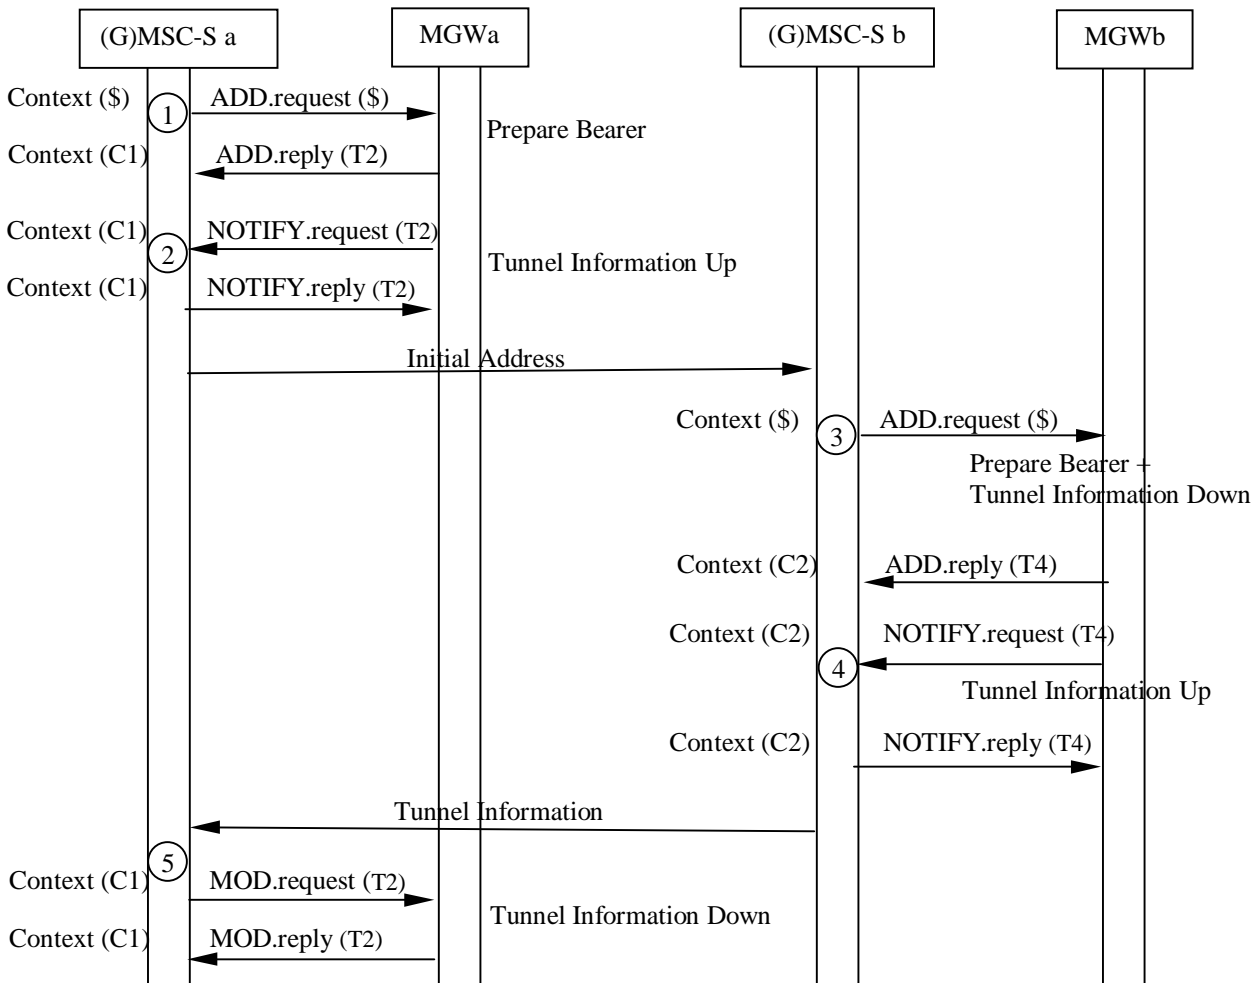 (G)MSC-S a
MGWa
(G)MSC-S b
MGWb
Context ($)
1
ADD.request ($)
Prepare Bearer
Context (C1)
ADD.reply (T2)
Context (C1)
2
NOTIFY.request (T2)
Tunnel Information Up
Context (C1)
NOTIFY.reply (T2)
Initial Address
Context ($)
3
ADD.request ($)
Prepare Bearer +
Tunnel Information Down
Context (C2)
ADD.reply (T4)
Context (C2)
4
NOTIFY.request (T4)
Tunnel Information Up
Context (C2)
NOTIFY.reply (T4)
Tunnel Information
5
Context (C1)
MOD.request (T2)
Tunnel Information Down
Context (C1)
MOD.reply (T2)